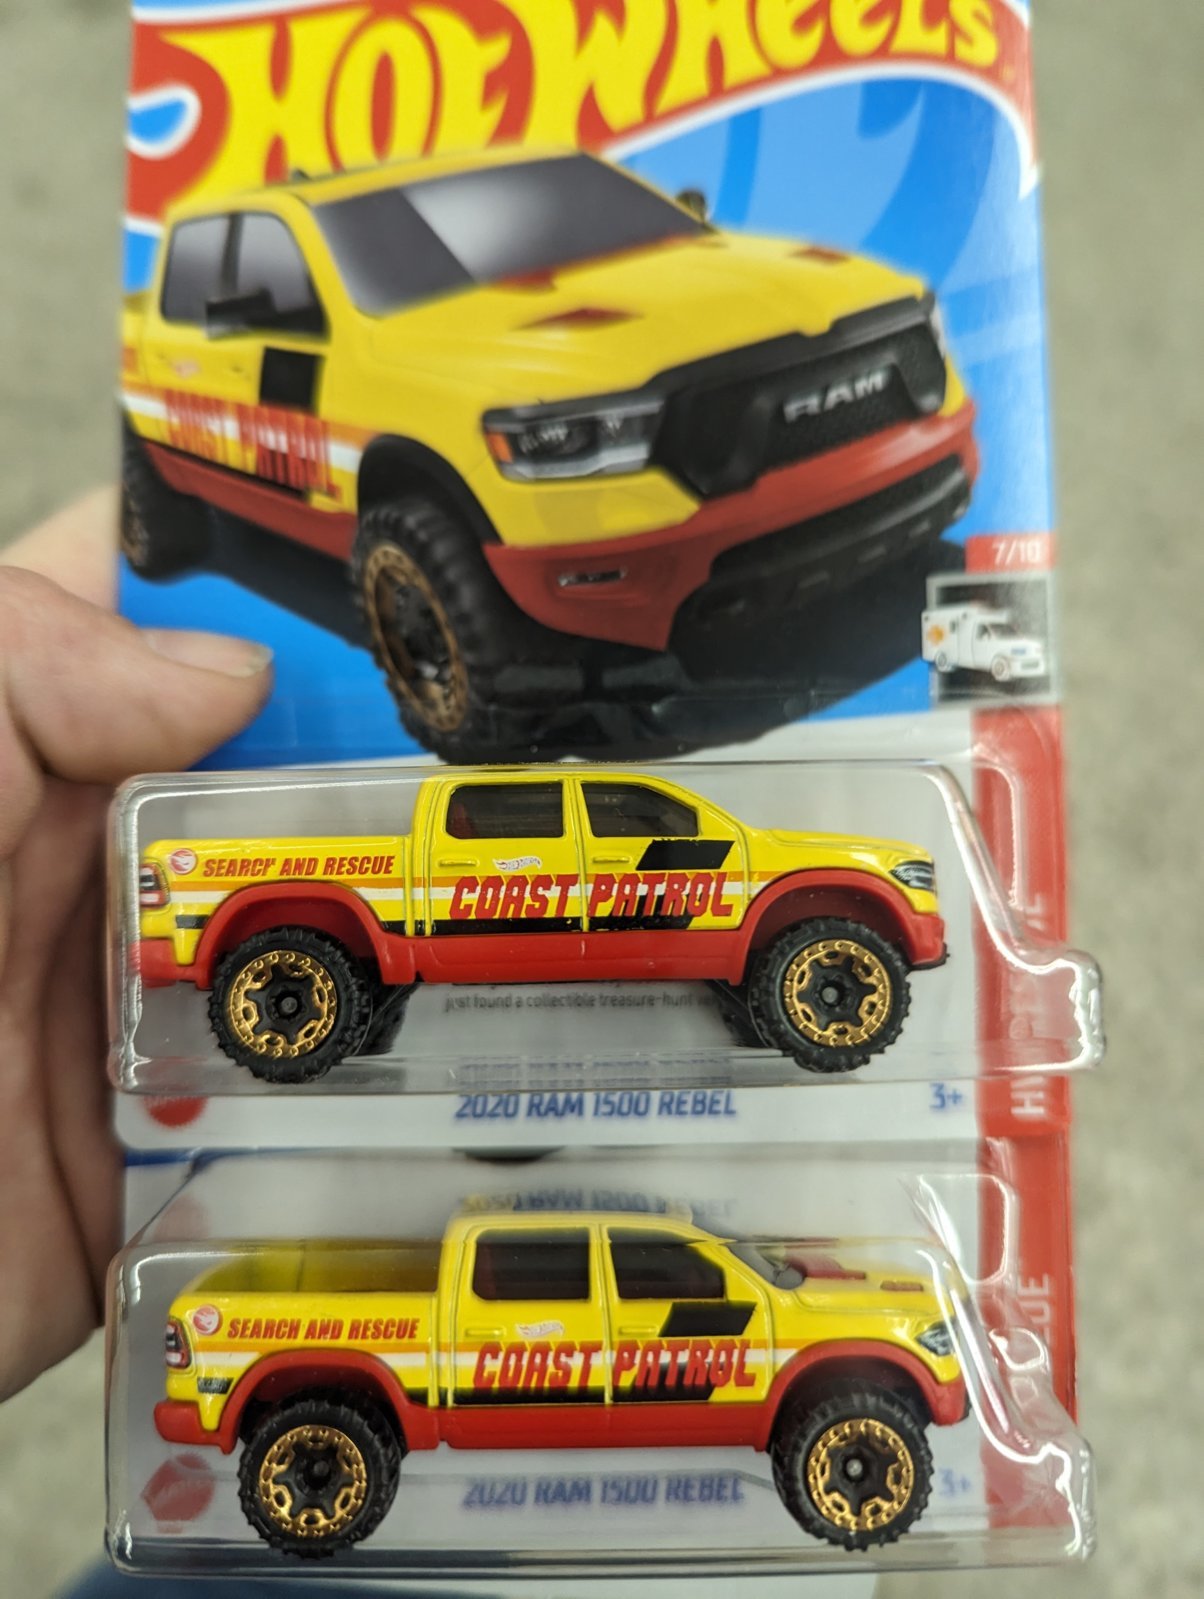 Hot Wheels
RAM
COAST PATROL
7/10
SEARCH AND RESCUE
COAST PATROL
just found a collectible treasure-hunt
2020 RAM 1500 REBEL
3+
SEARCH AND RESCUE
COAST PATROL
2020 RAM 1500 REBEL
3+